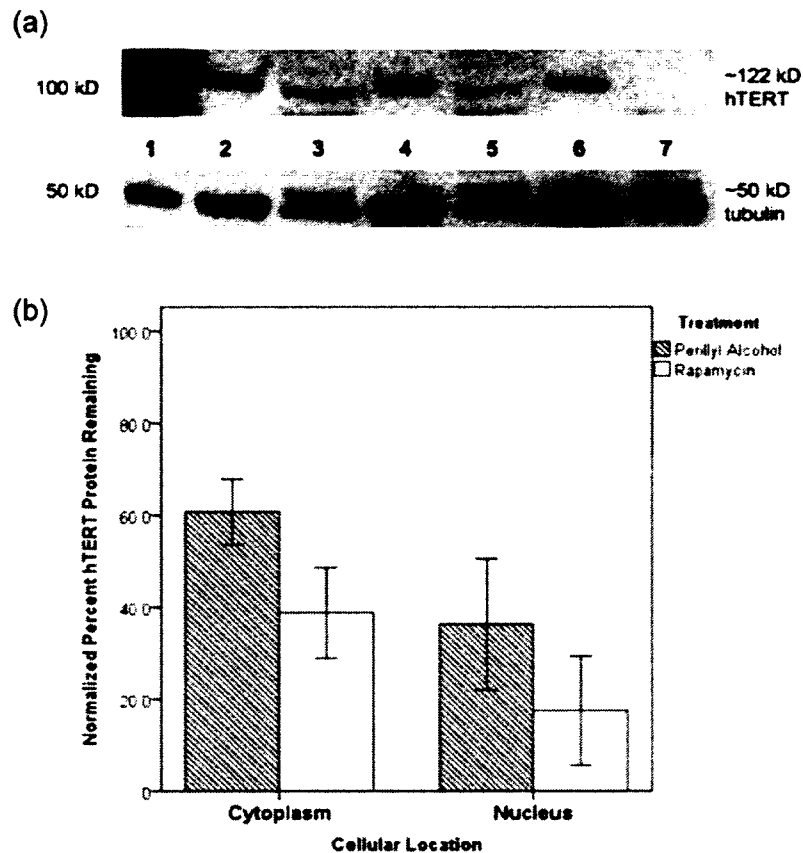 (a)
100 kD
~122 kD
hTERT
1 2 3 4 5 6 7
50 kD
~50 kD
tubulin
(b)
Normalized Percent hTERT Protein Remaining
100 0
80 0
60 0
40 0
20 0
0
Treatment
Perillyl Alcohol
Rapamycin
Cytoplasm Nucleus
Cellular Location